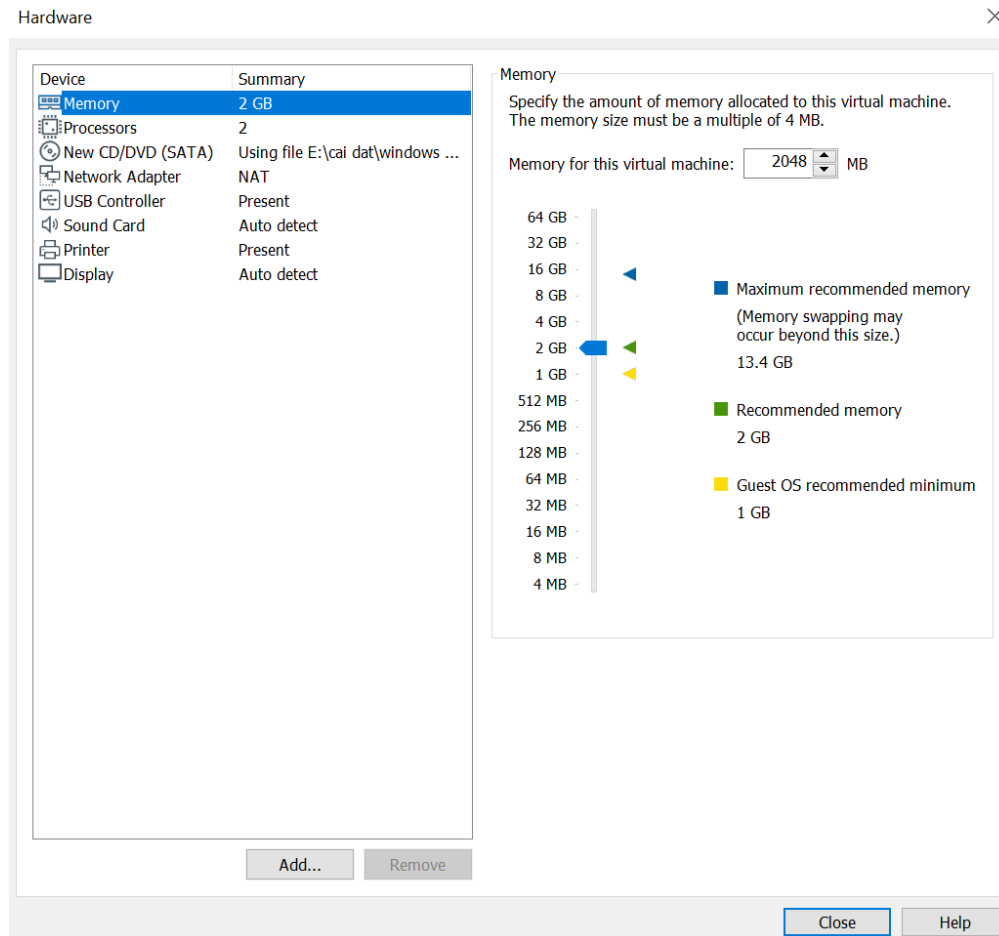 Hardware
Device Summary
Memory 2 GB
Processors 2
New CD/DVD (SATA) Using file E:\cai dat\windows ...
Network Adapter NAT
USB Controller Present
Sound Card Auto detect
Printer Present
Display Auto detect
Add...
Remove
Memory
Specify the amount of memory allocated to this virtual machine.
The memory size must be a multiple of 4 MB.
Memory for this virtual machine: 2048 MB
64 GB
32 GB
16 GB
8 GB
4 GB
2 GB
1 GB
512 MB
256 MB
128 MB
64 MB
32 MB
16 MB
8 MB
4 MB
Maximum recommended memory
(Memory swapping may
occur beyond this size.)
13.4 GB
Recommended memory
2 GB
Guest OS recommended minimum
1 GB
Close
Help